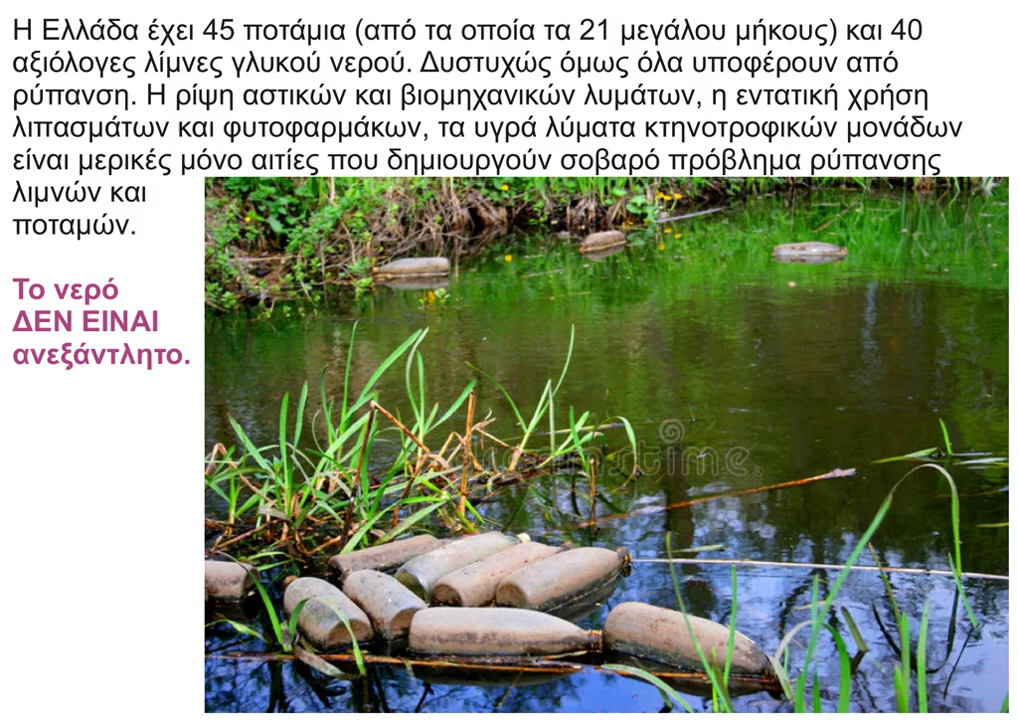 Η Ελλάδα έχει 45 ποτάμια (από τα οποία τα 21 μεγάλου μήκους) και 40
αξιόλογες λίμνες γλυκού νερού. Δυστυχώς όμως όλα υποφέρουν από
ρύπανση. Η ρίψη αστικών και βιομηχανικών λυμάτων, η εντατική χρήση
λιπασμάτων και φυτοφαρμάκων, τα υγρά λύματα κτηνοτροφικών μονάδων
είναι μερικές μόνο αιτίες που δημιουργούν σοβαρό πρόβλημα ρύπανσης
λιμνών και
ποταμών.
Το νερό
ΔΕΝ ΕΙΝΑΙ
ανεξάντλητο.